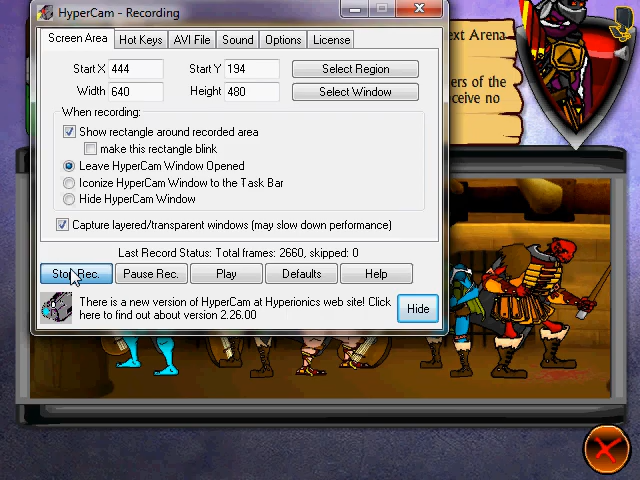 HyperCam - Recording
Screen Area
Hot Keys
AVI File
Sound
Options
License
Start X 444
Start Y 194
Select Region
Width 640
Height 480
Select Window
When recording:
Show rectangle around recorded area
make this rectangle blink
Leave HyperCam Window Opened
Iconize HyperCam Window to the Task Bar
Hide HyperCam Window
Capture layered/transparent windows (may slow down performance)
Last Record Status: Total frames: 2660, skipped: 0
Stop Rec.
Pause Rec.
Play
Defaults
Help
There is a new version of HyperCam at Hyperionics web site! Click
here to find out about version 2.26.00
Hide
Arena
of the
no